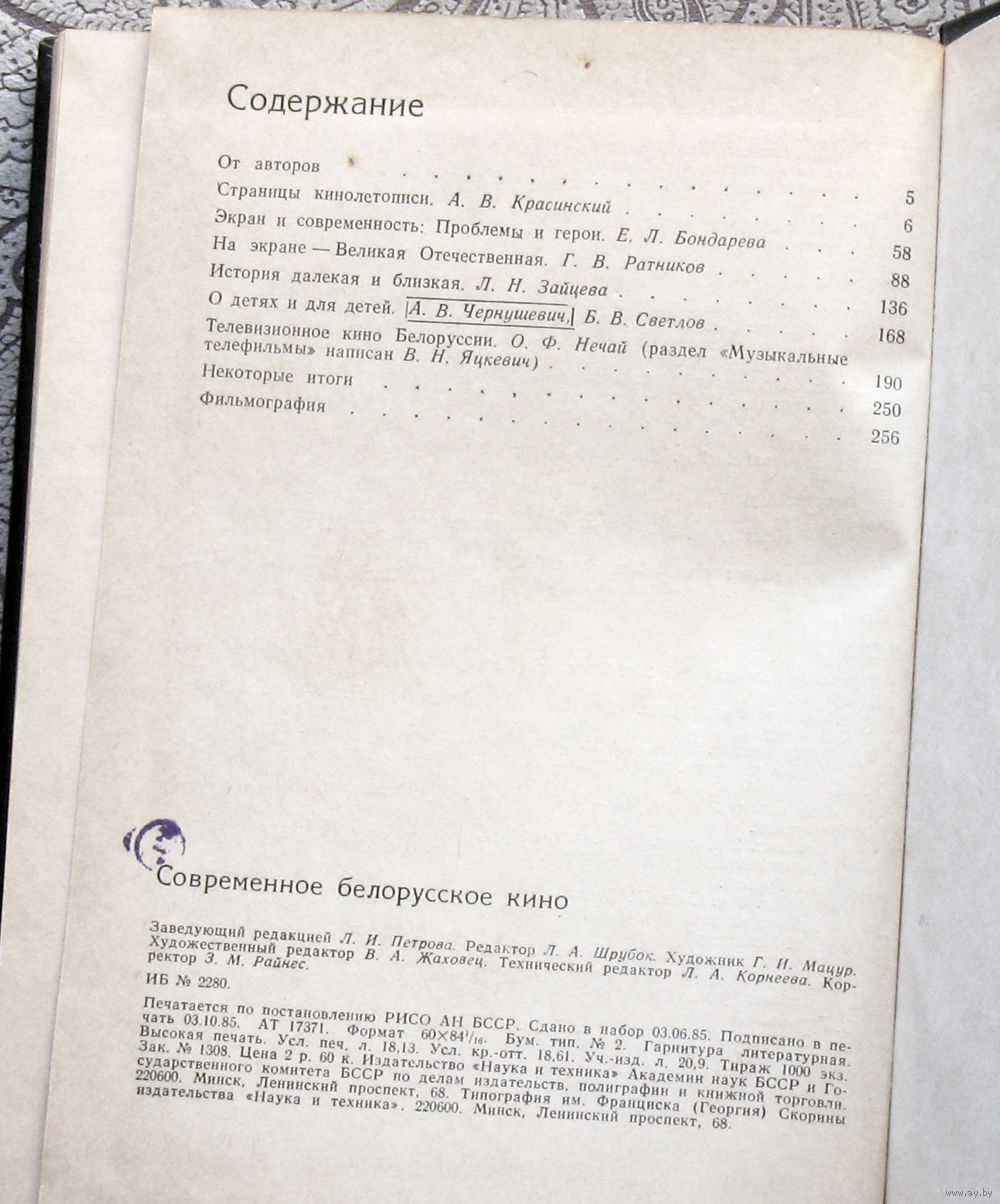 Содержание
От авторов . . . . . . . . . . . . 5
Страницы кинолетописи. А. В. Красинский . . . . . . . 6
Экран и современность: Проблемы и герои. Е. Л. Бондарева . . . 58
На экране — Великая Отечественная. Г. В. Ратников . . . . . 88
История далекая и близкая. Л. Н. Зайцева . . . . . . . 136
О детях и для детей. |А. В. Чернушевич,| Б. В. Светлов . . . . 168
Телевизионное кино Белоруссии. О. Ф. Нечай (раздел «Музыкальные
телефильмы» написан В. Н. Яцкевич) . . . . . . . . 190
Некоторые итоги . . . . . . . . . . . 250
Фильмография . . . . . . . . . . . . 256
Современное белорусское кино
Заведующий редакцией Л. И. Петрова. Редактор Л. А. Шрубок. Художник Г. И. Мацур.
Художественный редактор В. А. Жаховец. Технический редактор Л. А. Корнеева. Кор-
ректор З. М. Райнес.
ИБ № 2280.
Печатается по постановлению РИСО АН БССР. Сдано в набор 03.06.85. Подписано в пе-
чать 03.10.85. АТ 17371. Формат 60×84¹/₁₆. Бум. тип. № 2. Гарнитура литературная.
Высокая печать. Усл. печ. л. 18,13. Усл. кр.-отт. 18,61. Уч.-изд. л. 20,9. Тираж 1000 экз.
Зак. № 1308. Цена 2 р. 60 к. Издательство «Наука и техника» Академии наук БССР и Го-
сударственного комитета БССР по делам издательств, полиграфии и книжной торговли.
220600. Минск, Ленинский проспект, 68. Типография им. Франциска (Георгия) Скорины
издательства «Наука и техника». 220600. Минск, Ленинский проспект, 68.
www.ay.by